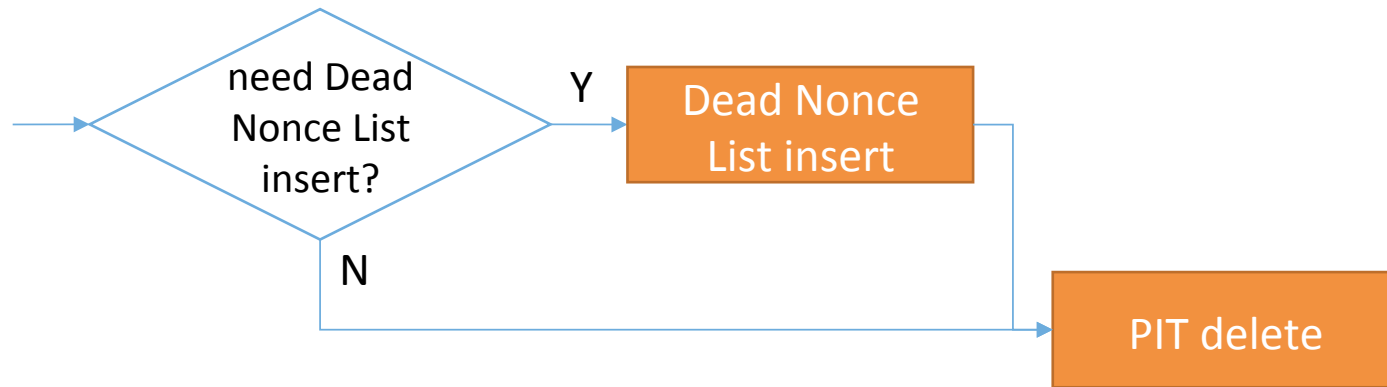 need Dead
Nonce List
insert?
Y
Dead Nonce
List insert
N
PIT delete